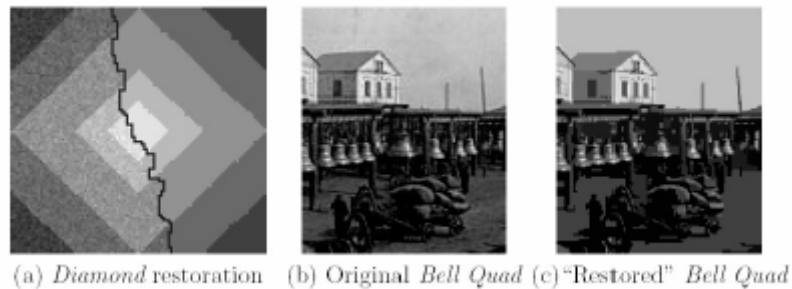 (a) Diamond restoration (b) Original Bell Quad (c) "Restored" Bell Quad